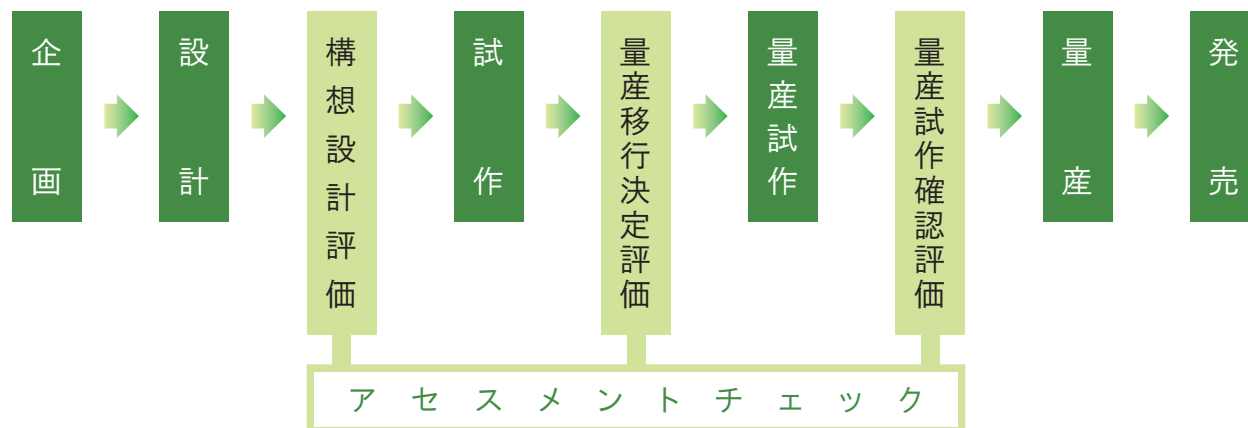 企画
設計
構想設計評価
試作
量産移行決定評価
量産試作
量産試作確認評価
量産
発売
アセスメントチェック